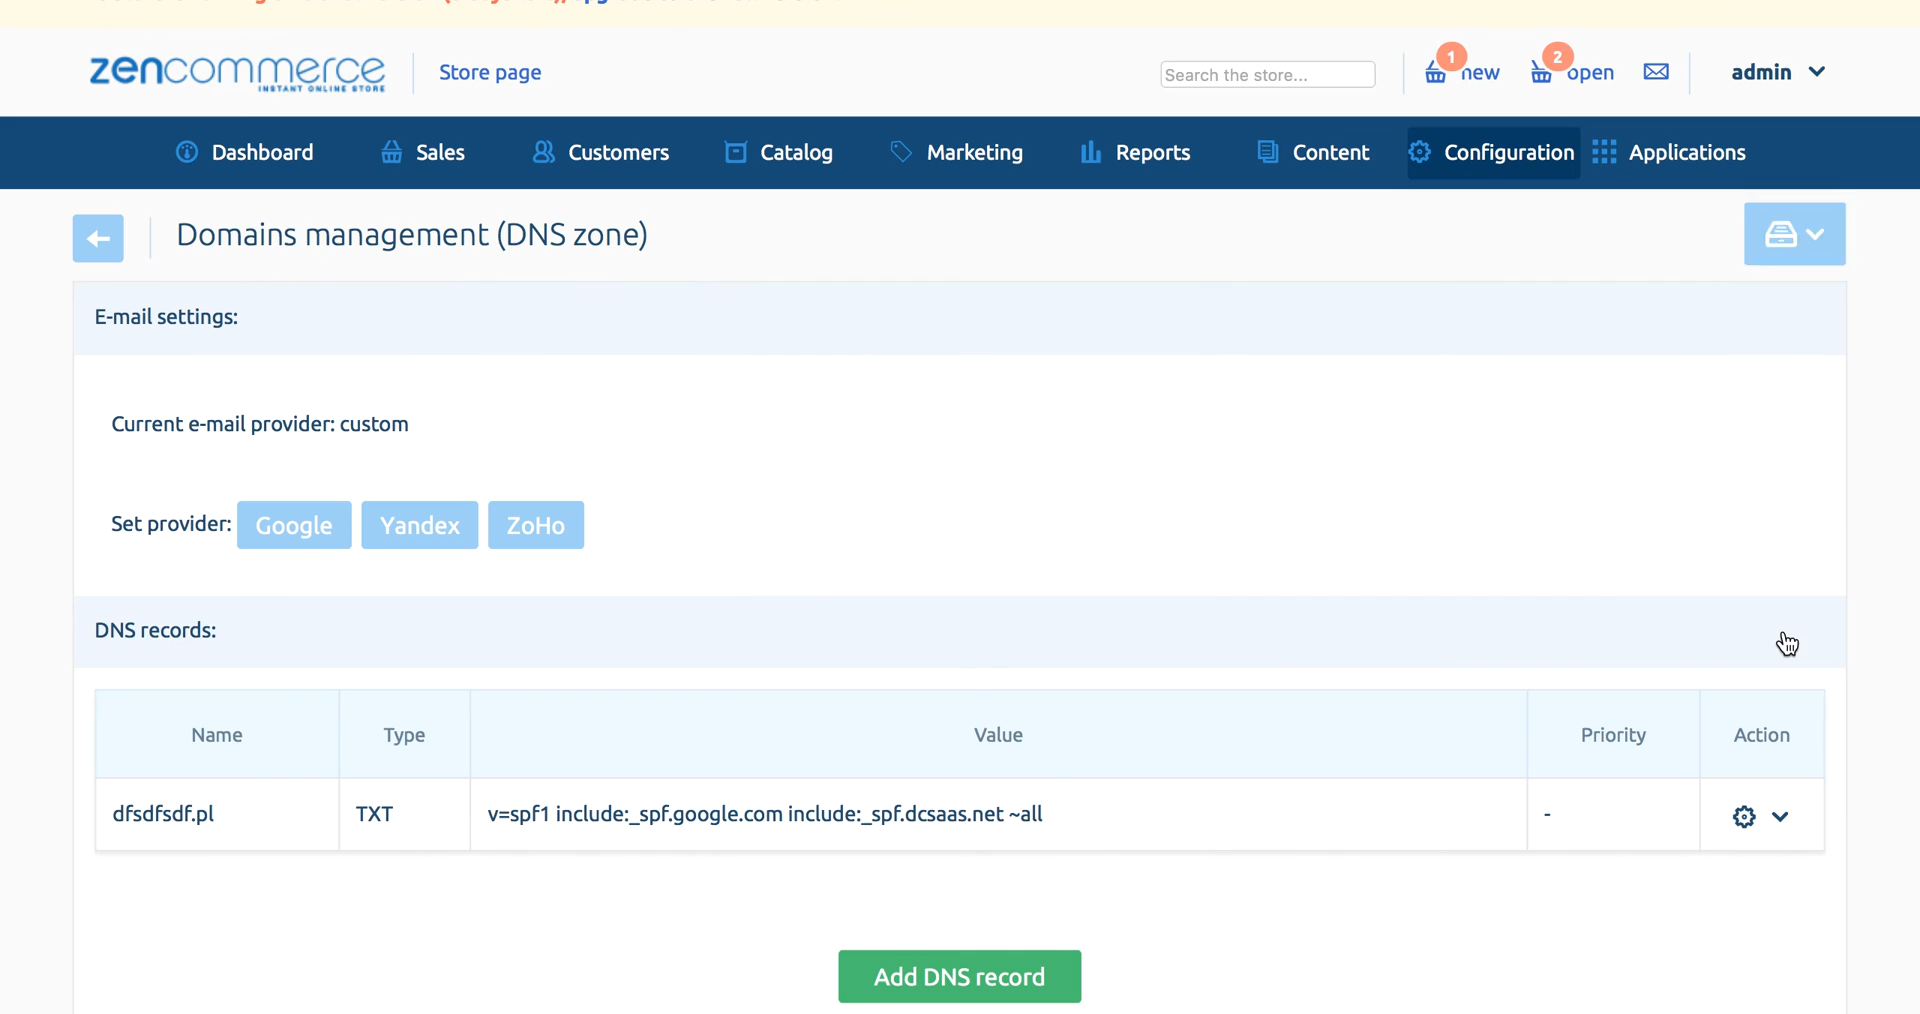 zencommerce
INSTANT ONLINE STORE
Store page
Search the store...
1
new
2
open
admin
Dashboard
Sales
Customers
Catalog
Marketing
Reports
Content
Configuration
Applications
Domains management (DNS zone)
E-mail settings:
Current e-mail provider: custom
Set provider: Google Yandex ZoHo
DNS records:
Name Type Value Priority Action
dfsdfsdf.pl TXT v=spf1 include:_spf.google.com include:_spf.dcsaas.net ~all -
Add DNS record